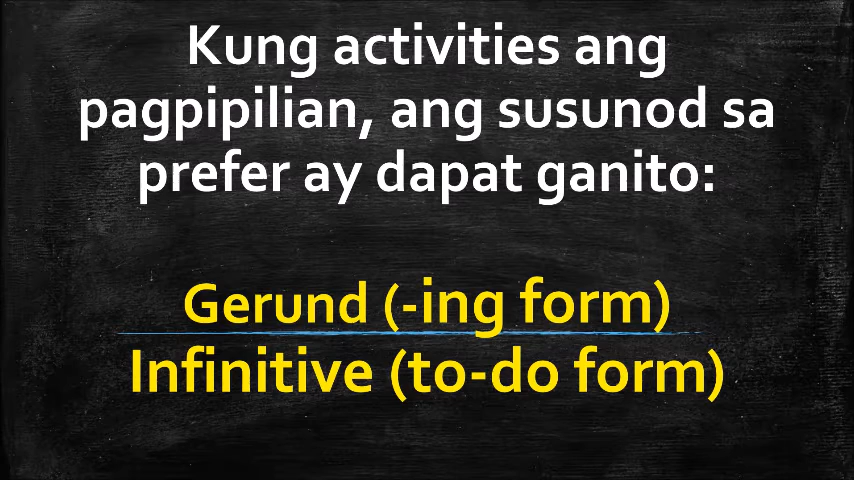 Kung activities ang
pagpipilian, ang susunod sa
prefer ay dapat ganito:
Gerund (-ing form)
Infinitive (to-do form)